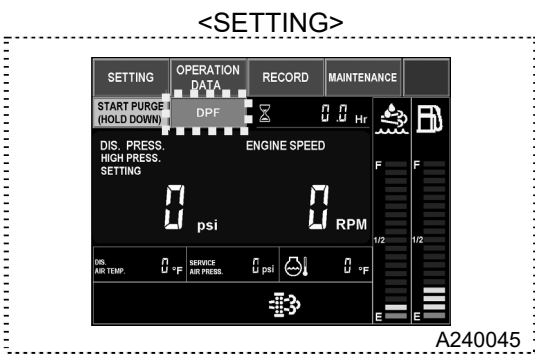 <SETTING>
SETTING
OPERATION
DATA
RECORD
MAINTENANCE
START PURGE
(HOLD DOWN)
DPF
0.0 Hr
DIS. PRESS.
HIGH PRESS.
SETTING
ENGINE SPEED
0 psi
0 RPM
F
F
1/2
1/2
DIS.
AIR TEMP.
0 °F
SERVICE
AIR PRESS.
0 psi
0 °F
E
E
A240045